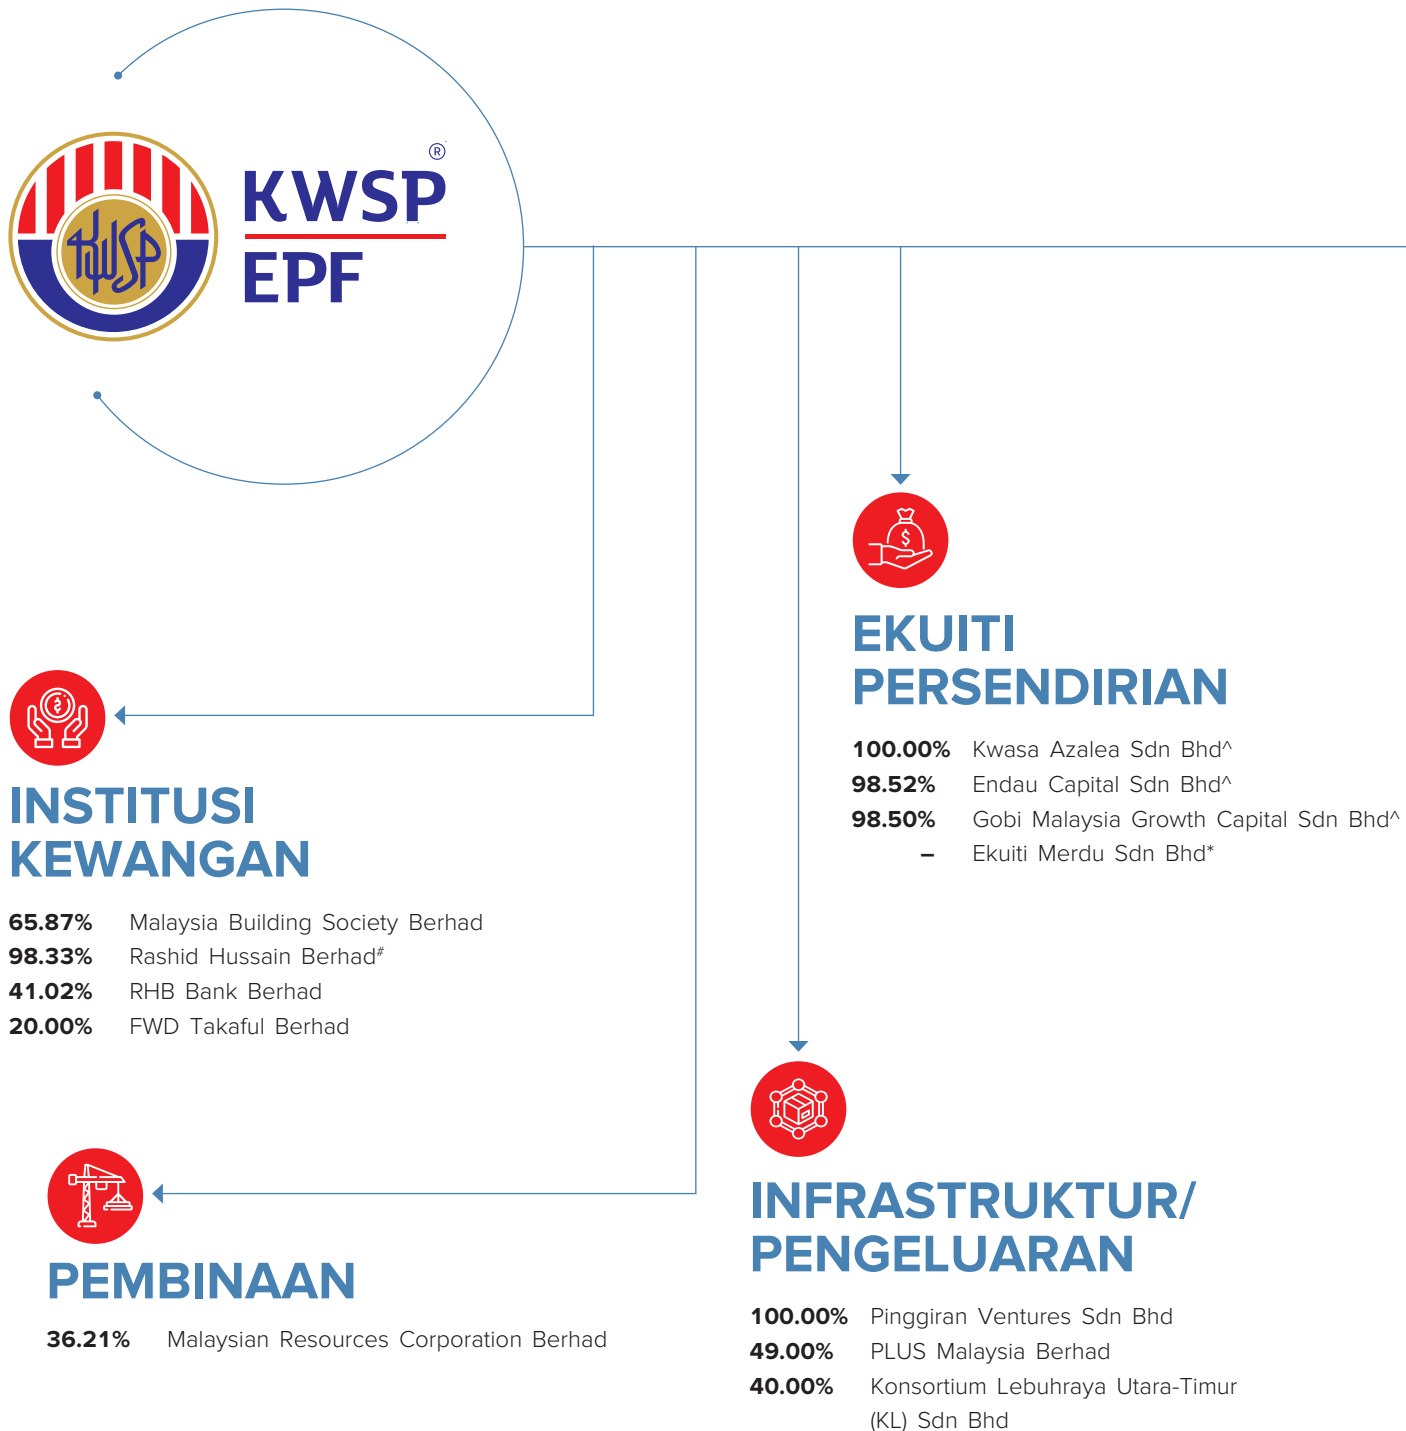 KWSP
®
KWSP
EPF
EKUITI
PERSENDIRIAN
100.00% Kwasa Azalea Sdn Bhd^
98.52% Endau Capital Sdn Bhd^
98.50% Gobi Malaysia Growth Capital Sdn Bhd^
– Ekuiti Merdu Sdn Bhd*
INSTITUSI
KEWANGAN
65.87% Malaysia Building Society Berhad
98.33% Rashid Hussain Berhad#
41.02% RHB Bank Berhad
20.00% FWD Takaful Berhad
PEMBINAAN
36.21% Malaysian Resources Corporation Berhad
INFRASTRUKTUR/
PENGELUARAN
100.00% Pinggiran Ventures Sdn Bhd
49.00% PLUS Malaysia Berhad
40.00% Konsortium Lebuhraya Utara-Timur
(KL) Sdn Bhd